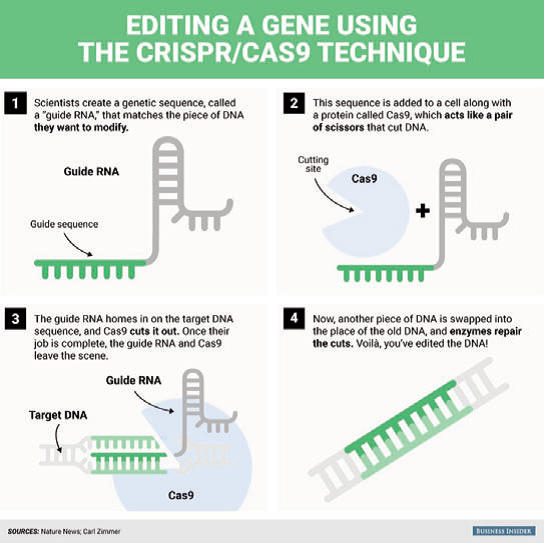 EDITING A GENE USING
THE CRISPR/CAS9 TECHNIQUE
1
Scientists create a genetic sequence, called
a "guide RNA," that matches the piece of DNA
they want to modify.
Guide RNA
Guide sequence
2
This sequence is added to a cell along with
a protein called Cas9, which acts like a pair
of scissors that cut DNA.
Cutting
site
Cas9
+
3
The guide RNA homes in on the target DNA
sequence, and Cas9 cuts it out. Once their
job is complete, the guide RNA and Cas9
leave the scene.
Guide RNA
Target DNA
Cas9
4
Now, another piece of DNA is swapped into
the place of the old DNA, and enzymes repair
the cuts. Voilà, you've edited the DNA!
SOURCES: Nature News; Carl Zimmer
BUSINESS INSIDER